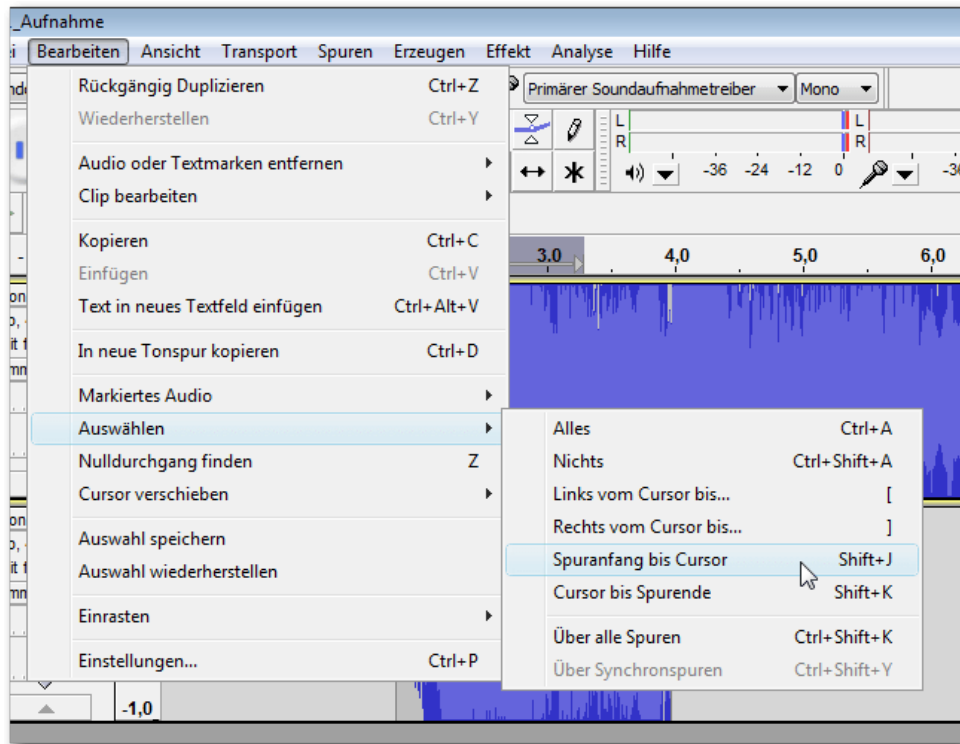 _Aufnahme
Bearbeiten Ansicht Transport Spuren Erzeugen Effekt Analyse Hilfe
Rückgängig Duplizieren Ctrl+Z
Wiederherstellen Ctrl+Y
Audio oder Textmarken entfernen
Clip bearbeiten
Kopieren Ctrl+C
Einfügen Ctrl+V
Text in neues Textfeld einfügen Ctrl+Alt+V
In neue Tonspur kopieren Ctrl+D
Markiertes Audio
Auswählen
Nulldurchgang finden Z
Cursor verschieben
Auswahl speichern
Auswahl wiederherstellen
Einrasten
Einstellungen... Ctrl+P
Primärer Soundaufnahmetreiber Mono
L L
R R
-36 -24 -12 0
3.0 4,0 5,0 6,0
Alles Ctrl+A
Nichts Ctrl+Shift+A
Links vom Cursor bis... [
Rechts vom Cursor bis... ]
Spuranfang bis Cursor Shift+J
Cursor bis Spurende Shift+K
Über alle Spuren Ctrl+Shift+K
Über Synchronspuren Ctrl+Shift+Y
-1,0